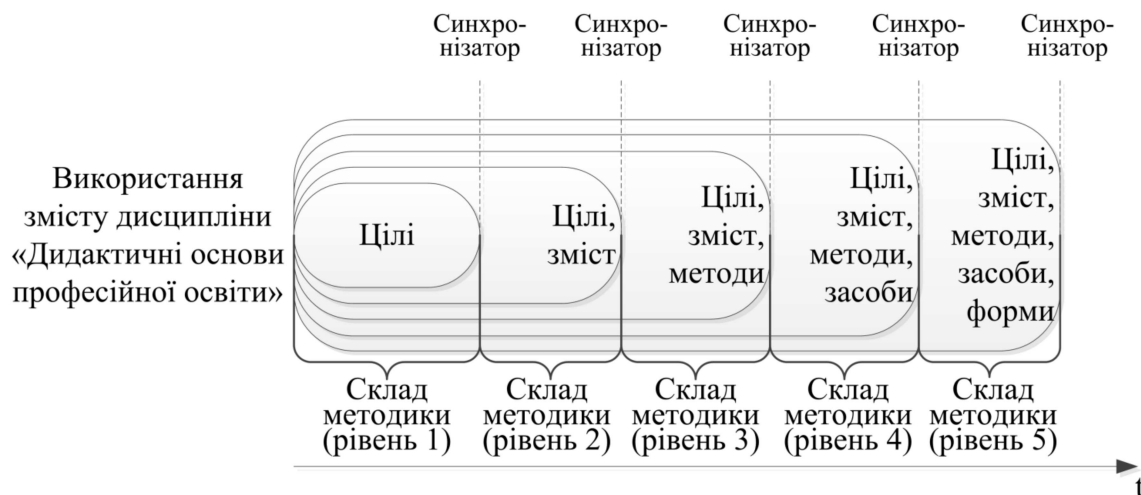 Синхро-
нізатор
Синхро-
нізатор
Синхро-
нізатор
Синхро-
нізатор
Синхро-
нізатор
Використання
змісту дисципліни
«Дидактичні основи
професійної освіти»
Цілі
Цілі,
зміст
Цілі,
зміст,
методи
Цілі,
зміст,
методи,
засоби
Цілі,
зміст,
методи,
засоби,
форми
Склад
методики
(рівень 1)
Склад
методики
(рівень 2)
Склад
методики
(рівень 3)
Склад
методики
(рівень 4)
Склад
методики
(рівень 5)
t